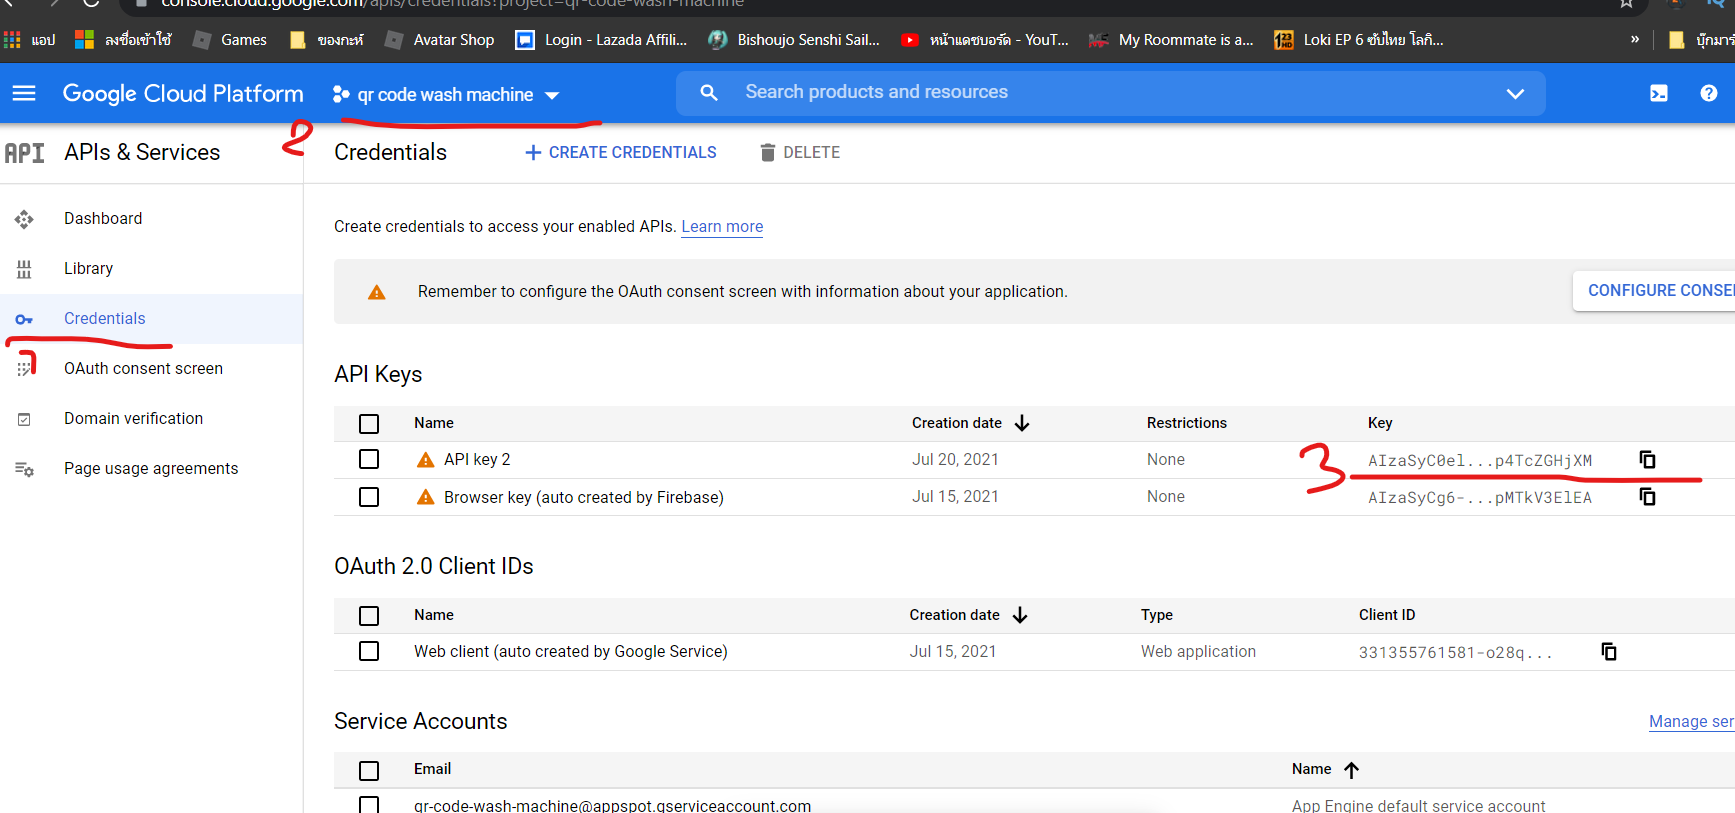 console.cloud.google.com/apis/credentials?project=qr-code-wash-machine
แอป ลงชื่อเข้าใช้ Games ของกะห์ Avatar Shop Login - Lazada Affili... Bishoujo Senshi Sail... หน้าแดชบอร์ด - YouT... My Roommate is a... Loki EP 6 ซับไทย โลกิ... » บุ๊กมาร์
Google Cloud Platform qr code wash machine Search products and resources
2
API APIs & Services Credentials + CREATE CREDENTIALS DELETE
Dashboard
Create credentials to access your enabled APIs. Learn more
Library
Remember to configure the OAuth consent screen with information about your application. CONFIGURE CONSE
Credentials
1
OAuth consent screen
Domain verification
Page usage agreements
API Keys
Name Creation date Restrictions Key
API key 2 Jul 20, 2021 None 3 AIzaSyC0el...p4TcZGHjXM
Browser key (auto created by Firebase) Jul 15, 2021 None AIzaSyCg6-...pMTkV3ElEA
OAuth 2.0 Client IDs
Name Creation date Type Client ID
Web client (auto created by Google Service) Jul 15, 2021 Web application 331355761581-o28q...
Service Accounts Manage ser
Email Name
qr-code-wash-machine@appspot.gserviceaccount.com App Engine default service account